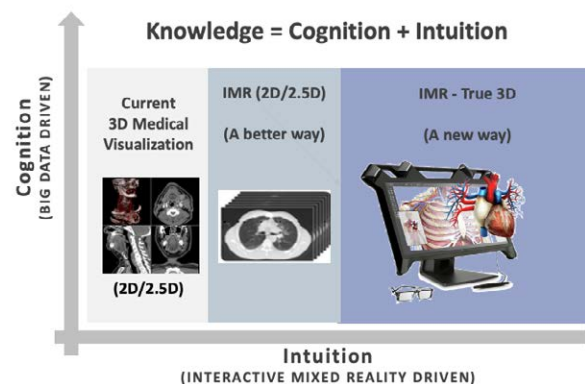 Knowledge = Cognition + Intuition
Cognition
(BIG DATA DRIVEN)
Current
3D Medical
Visualization
(2D/2.5D)
IMR (2D/2.5D)
(A better way)
IMR - True 3D
(A new way)
Intuition
(INTERACTIVE MIXED REALITY DRIVEN)